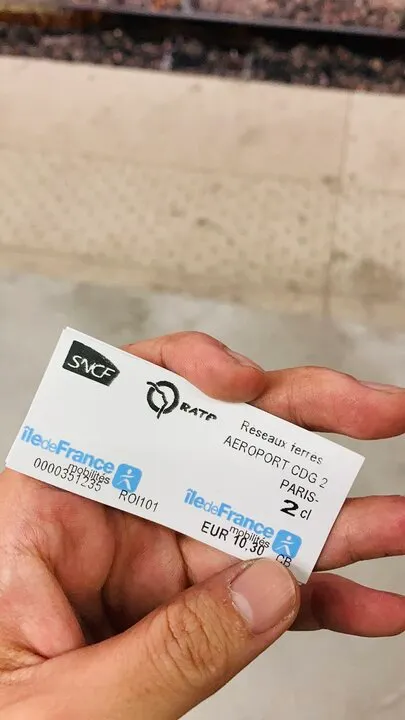 SNCF
RATP
Reseaux ferres
AEROPORT CDG 2
PARIS-
2 cl
îledeFrance
mobilités
0000351235 ROI101
îledeFrance
mobilités
EUR 10,30 CB